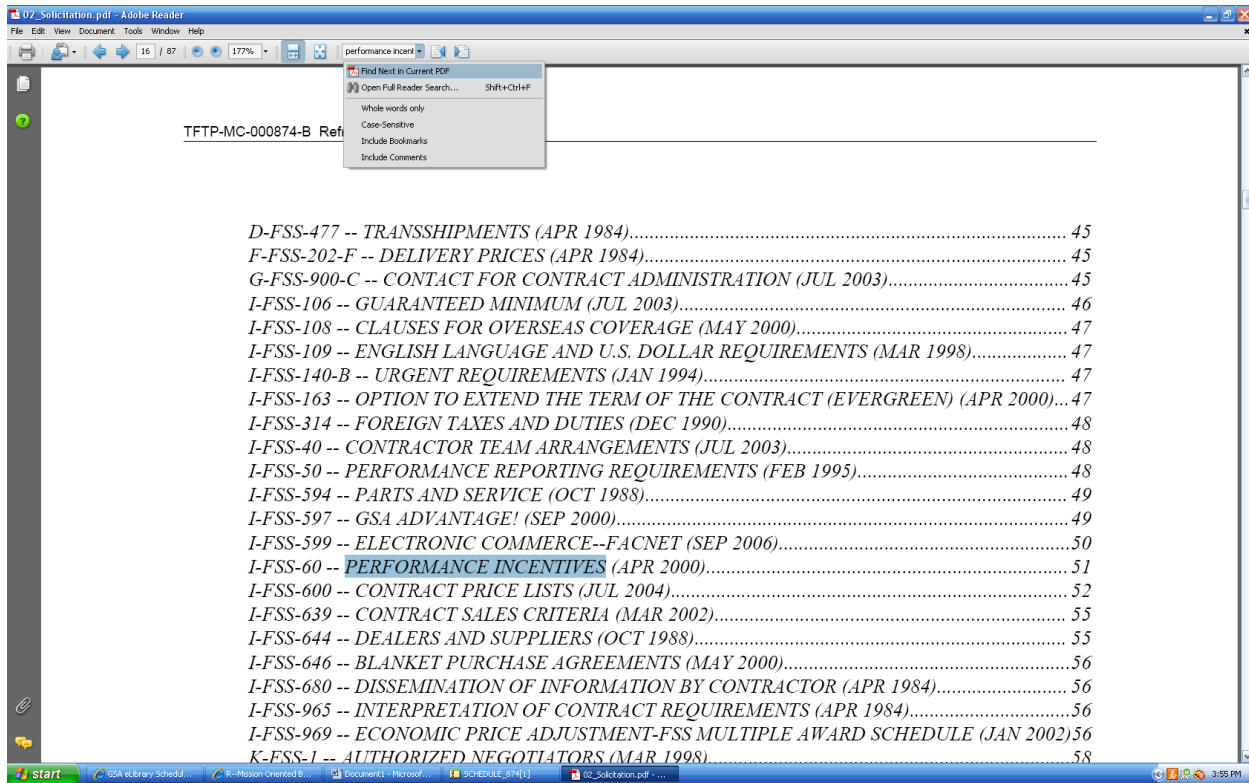 02_Solicitation.pdf - Adobe Reader
File Edit View Document Tools Window Help
16 / 87 177% performance incent
Find Next in Current PDF
Open Full Reader Search... Shift+Ctrl+F
Whole words only
Case-Sensitive
Include Bookmarks
Include Comments
TFTP-MC-000874-B Refr
D-FSS-477 -- TRANSSHIPMENTS (APR 1984)..................................................................................... 45
F-FSS-202-F -- DELIVERY PRICES (APR 1984)................................................................................ 45
G-FSS-900-C -- CONTACT FOR CONTRACT ADMINISTRATION (JUL 2003)................................... 45
I-FSS-106 -- GUARANTEED MINIMUM (JUL 2003)........................................................................... 46
I-FSS-108 -- CLAUSES FOR OVERSEAS COVERAGE (MAY 2000)..................................................... 47
I-FSS-109 -- ENGLISH LANGUAGE AND U.S. DOLLAR REQUIREMENTS (MAR 1998)................... 47
I-FSS-140-B -- URGENT REQUIREMENTS (JAN 1994)....................................................................... 47
I-FSS-163 -- OPTION TO EXTEND THE TERM OF THE CONTRACT (EVERGREEN) (APR 2000)...47
I-FSS-314 -- FOREIGN TAXES AND DUTIES (DEC 1990)...................................................................48
I-FSS-40 -- CONTRACTOR TEAM ARRANGEMENTS (JUL 2003)....................................................... 48
I-FSS-50 -- PERFORMANCE REPORTING REQUIREMENTS (FEB 1995)......................................... 48
I-FSS-594 -- PARTS AND SERVICE (OCT 1988)................................................................................. 49
I-FSS-597 -- GSA ADVANTAGE! (SEP 2000)......................................................................................49
I-FSS-599 -- ELECTRONIC COMMERCE--FACNET (SEP 2006)........................................................50
I-FSS-60 -- PERFORMANCE INCENTIVES (APR 2000)...................................................................... 51
I-FSS-600 -- CONTRACT PRICE LISTS (JUL 2004)............................................................................ 52
I-FSS-639 -- CONTRACT SALES CRITERIA (MAR 2002)................................................................... 55
I-FSS-644 -- DEALERS AND SUPPLIERS (OCT 1988)........................................................................ 55
I-FSS-646 -- BLANKET PURCHASE AGREEMENTS (MAY 2000).......................................................56
I-FSS-680 -- DISSEMINATION OF INFORMATION BY CONTRACTOR (APR 1984)........................ 56
I-FSS-965 -- INTERPRETATION OF CONTRACT REQUIREMENTS (APR 1984)..............................56
I-FSS-969 -- ECONOMIC PRICE ADJUSTMENT-FSS MULTIPLE AWARD SCHEDULE (JAN 2002)56
K-FSS-1 -- AUTHORIZED NEGOTIATORS (MAR 1998)..................................................................... 58
start GSA eLibrary Schedul... R--Mission Oriented B... Document1 - Microsof... SCHEDULE_874[1] 02_Solicitation.pdf - ... 3:55 PM